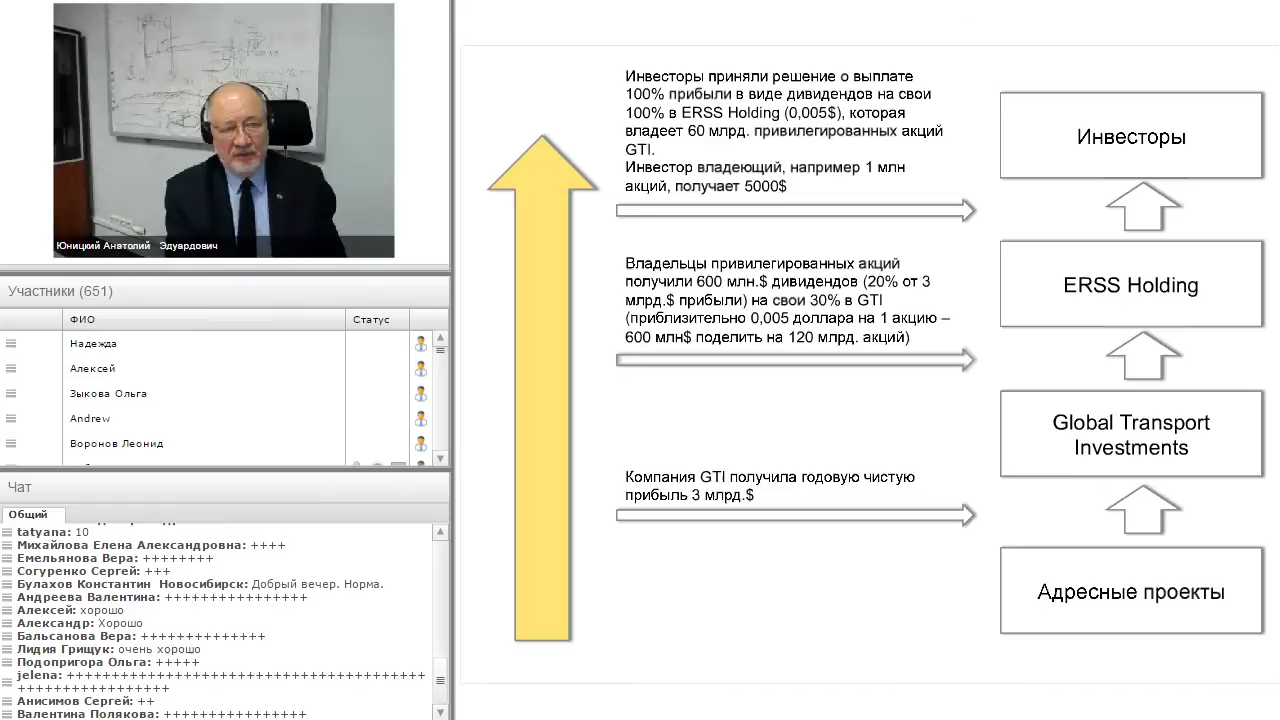 Юницкий Анатолий Эдуардович
Участники (651)
ФИО
Статус
Надежда
Алексей
Зыкова Ольга
Andrew
Воронов Леонид
Чат
Общий
tatyana: 10
Михайлова Елена Александровна: ++++
Емельянова Вера: ++++++++
Согуренко Сергей: +++
Булахов Константин Новосибирск: Добрый вечер. Норма.
Андреева Валентина: ++++++++++++++++
Алексей: хорошо
Александр: Хорошо
Бальсанова Вера: ++++++++++++++
Лидия Грищук: очень хорошо
Подопригора Ольга: +++++
jelena: +++++++++++++++++++++++++++++++++++++++++
+++++++++++++++++
Анисимов Сергей: ++
Валентина Полякова: ++++++++++++++++
Инвесторы приняли решение о выплате
100% прибыли в виде дивидендов на свои
100% в ERSS Holding (0,005$), которая
владеет 60 млрд. привилегированных акций
GTI.
Инвестор владеющий, например 1 млн
акций, получает 5000$
Владельцы привилегированных акций
получили 600 млн.$ дивидендов (20% от 3
млрд.$ прибыли) на свои 30% в GTI
(приблизительно 0,005 доллара на 1 акцию –
600 млн$ поделить на 120 млрд. акций)
Компания GTI получила годовую чистую
прибыль 3 млрд.$
Инвесторы
ERSS Holding
Global Transport
Investments
Адресные проекты